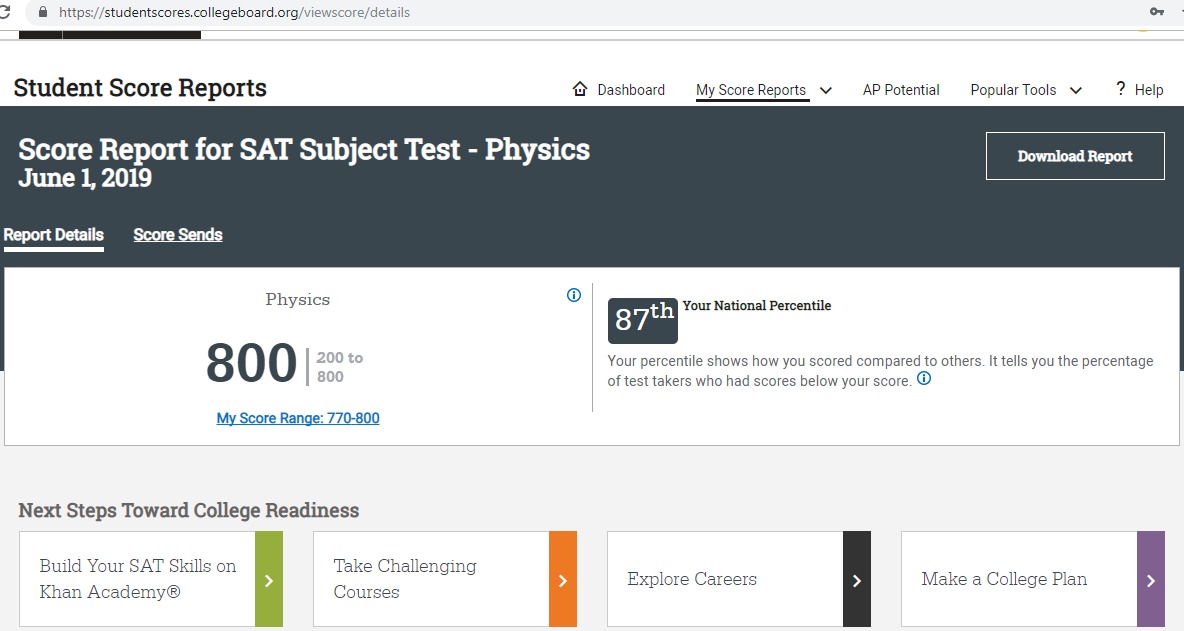 https://studentscores.collegeboard.org/viewscore/details
Student Score Reports
Dashboard
My Score Reports
AP Potential
Popular Tools
? Help
Score Report for SAT Subject Test - Physics
June 1, 2019
Download Report
Report Details
Score Sends
Physics
800
200 to
800
My Score Range: 770-800
87th
Your National Percentile
Your percentile shows how you scored compared to others. It tells you the percentage
of test takers who had scores below your score.
Next Steps Toward College Readiness
Build Your SAT Skills on
Khan Academy®
Take Challenging
Courses
Explore Careers
Make a College Plan